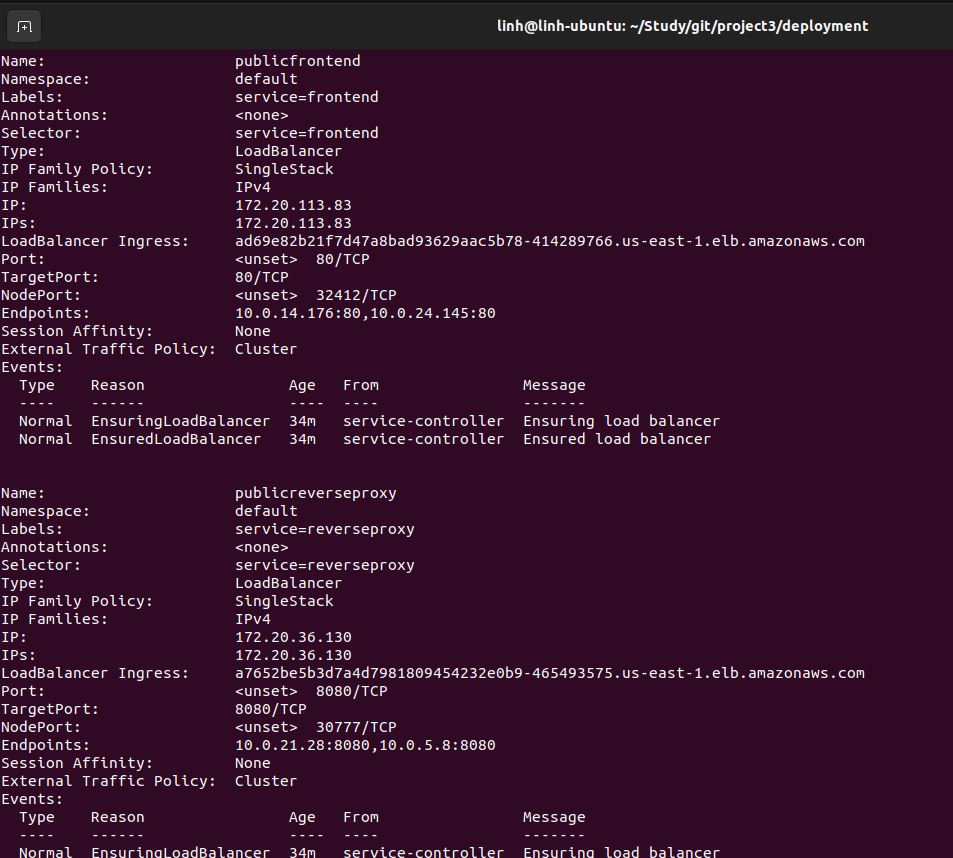 linh@linh-ubuntu: ~/Study/git/project3/deployment
Name:                     publicfrontend
Namespace:                default
Labels:                   service=frontend
Annotations:              <none>
Selector:                 service=frontend
Type:                     LoadBalancer
IP Family Policy:         SingleStack
IP Families:              IPv4
IP:                       172.20.113.83
IPs:                      172.20.113.83
LoadBalancer Ingress:     ad69e82b21f7d47a8bad93629aac5b78-414289766.us-east-1.elb.amazonaws.com
Port:                     <unset>  80/TCP
TargetPort:               80/TCP
NodePort:                 <unset>  32412/TCP
Endpoints:                10.0.14.176:80,10.0.24.145:80
Session Affinity:         None
External Traffic Policy:  Cluster
Events:
  Type    Reason                Age   From                Message
  ----    ------                ----  ----                -------
  Normal  EnsuringLoadBalancer  34m   service-controller  Ensuring load balancer
  Normal  EnsuredLoadBalancer   34m   service-controller  Ensured load balancer
Name:                     publicreverseproxy
Namespace:                default
Labels:                   service=reverseproxy
Annotations:              <none>
Selector:                 service=reverseproxy
Type:                     LoadBalancer
IP Family Policy:         SingleStack
IP Families:              IPv4
IP:                       172.20.36.130
IPs:                      172.20.36.130
LoadBalancer Ingress:     a7652be5b3d7a4d7981809454232e0b9-465493575.us-east-1.elb.amazonaws.com
Port:                     <unset>  8080/TCP
TargetPort:               8080/TCP
NodePort:                 <unset>  30777/TCP
Endpoints:                10.0.21.28:8080,10.0.5.8:8080
Session Affinity:         None
External Traffic Policy:  Cluster
Events:
  Type    Reason                Age   From                Message
  ----    ------                ----  ----                -------
  Normal  EnsuringLoadBalancer  34m   service-controller  Ensuring load balancer